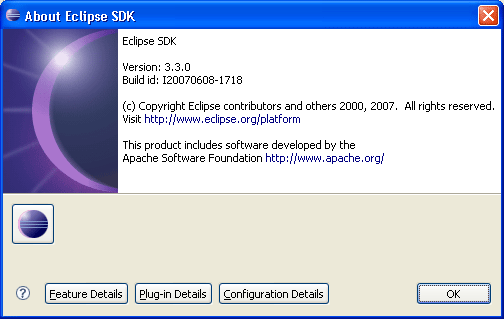 About Eclipse SDK
Eclipse SDK
Version: 3.3.0
Build id: I20070608-1718
(c) Copyright Eclipse contributors and others 2000, 2007.  All rights reserved.
Visit http://www.eclipse.org/platform
This product includes software developed by the
Apache Software Foundation http://www.apache.org/
? Feature Details Plug-in Details Configuration Details OK